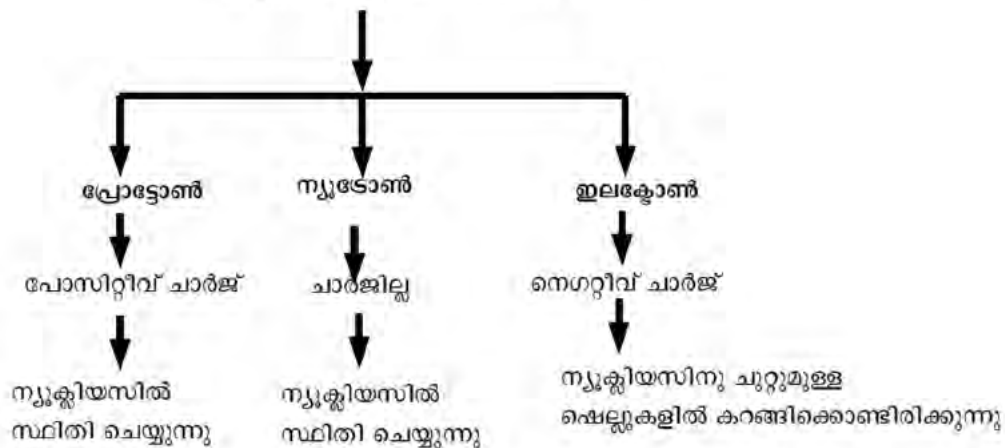 പ്രോട്ടോൺ
ന്യൂട്രോൺ
ഇലക്ട്രോൺ
പോസിറ്റീവ് ചാർജ്
ചാർജില്ല
നെഗറ്റീവ് ചാർജ്
ന്യൂക്ലിയസിൽ
സ്ഥിതി ചെയ്യുന്നു
ന്യൂക്ലിയസിൽ
സ്ഥിതി ചെയ്യുന്നു
ന്യൂക്ലിയസിനു ചുറ്റുമുള്ള
ഷെല്ലുകളിൽ കറങ്ങിക്കൊണ്ടിരിക്കുന്നു